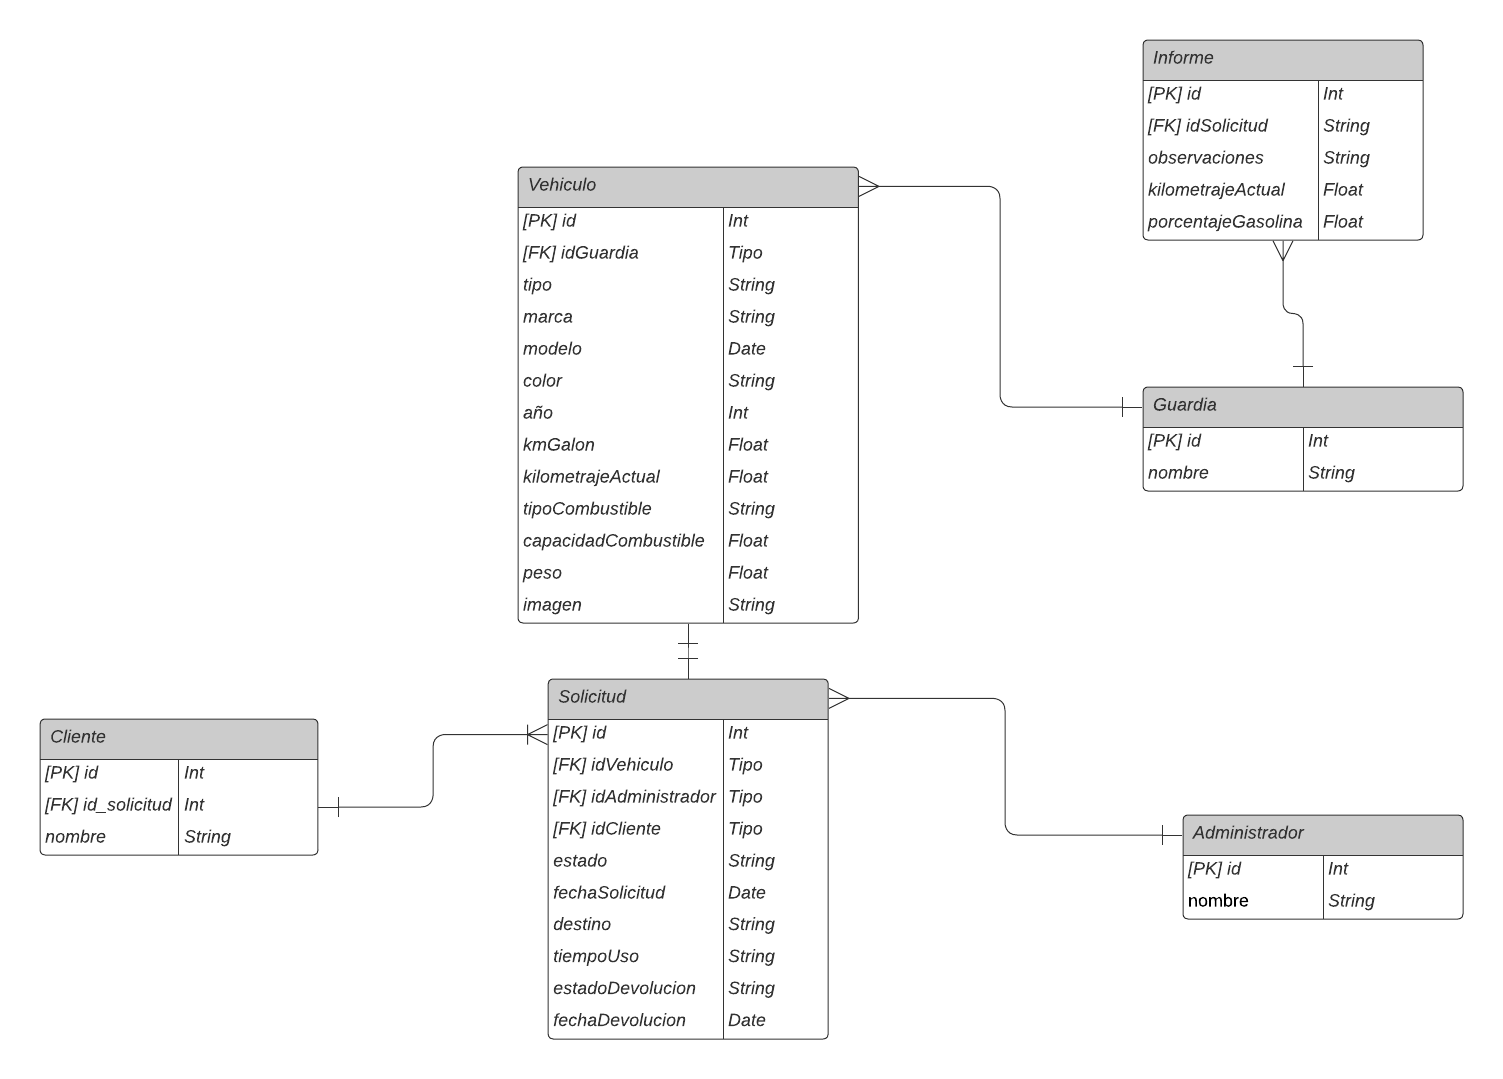 Informe
[PK] id Int
[FK] idSolicitud String
observaciones String
kilometrajeActual Float
porcentajeGasolina Float
Vehiculo
[PK] id Int
[FK] idGuardia Tipo
tipo String
marca String
modelo Date
color String
año Int
kmGalon Float
kilometrajeActual Float
tipoCombustible String
capacidadCombustible Float
peso Float
imagen String
Guardia
[PK] id Int
nombre String
Solicitud
[PK] id Int
[FK] idVehiculo Tipo
[FK] idAdministrador Tipo
[FK] idCliente Tipo
estado String
fechaSolicitud Date
destino String
tiempoUso String
estadoDevolucion String
fechaDevolucion Date
Cliente
[PK] id Int
[FK] id_solicitud Int
nombre String
Administrador
[PK] id Int
nombre String